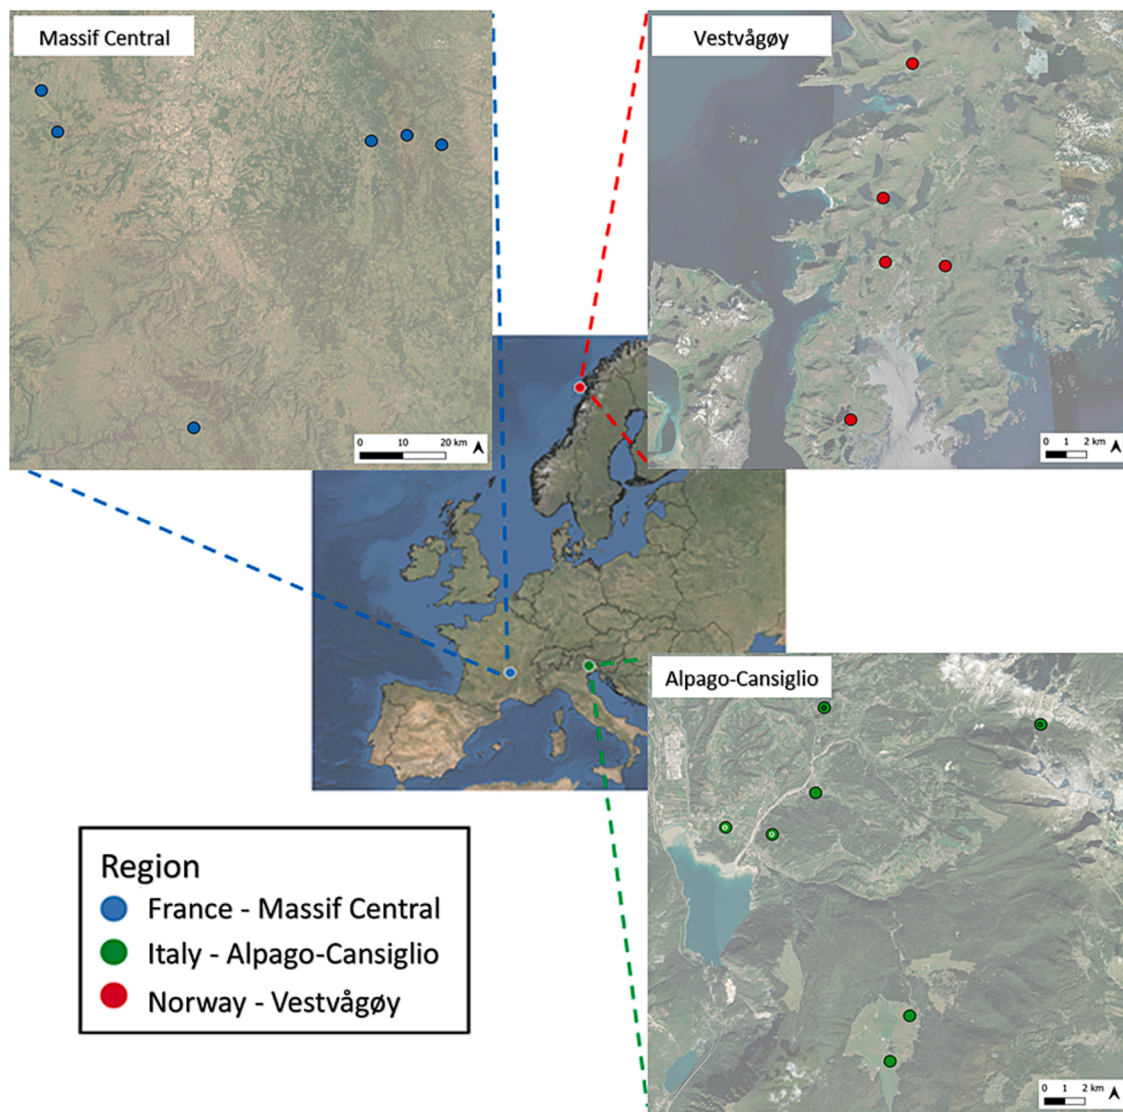 Massif Central
Vestvågøy
0 10 20 km
0 1 2 km
Alpago-Cansiglio
Region
France - Massif Central
Italy - Alpago-Cansiglio
Norway - Vestvågøy
0 1 2 km